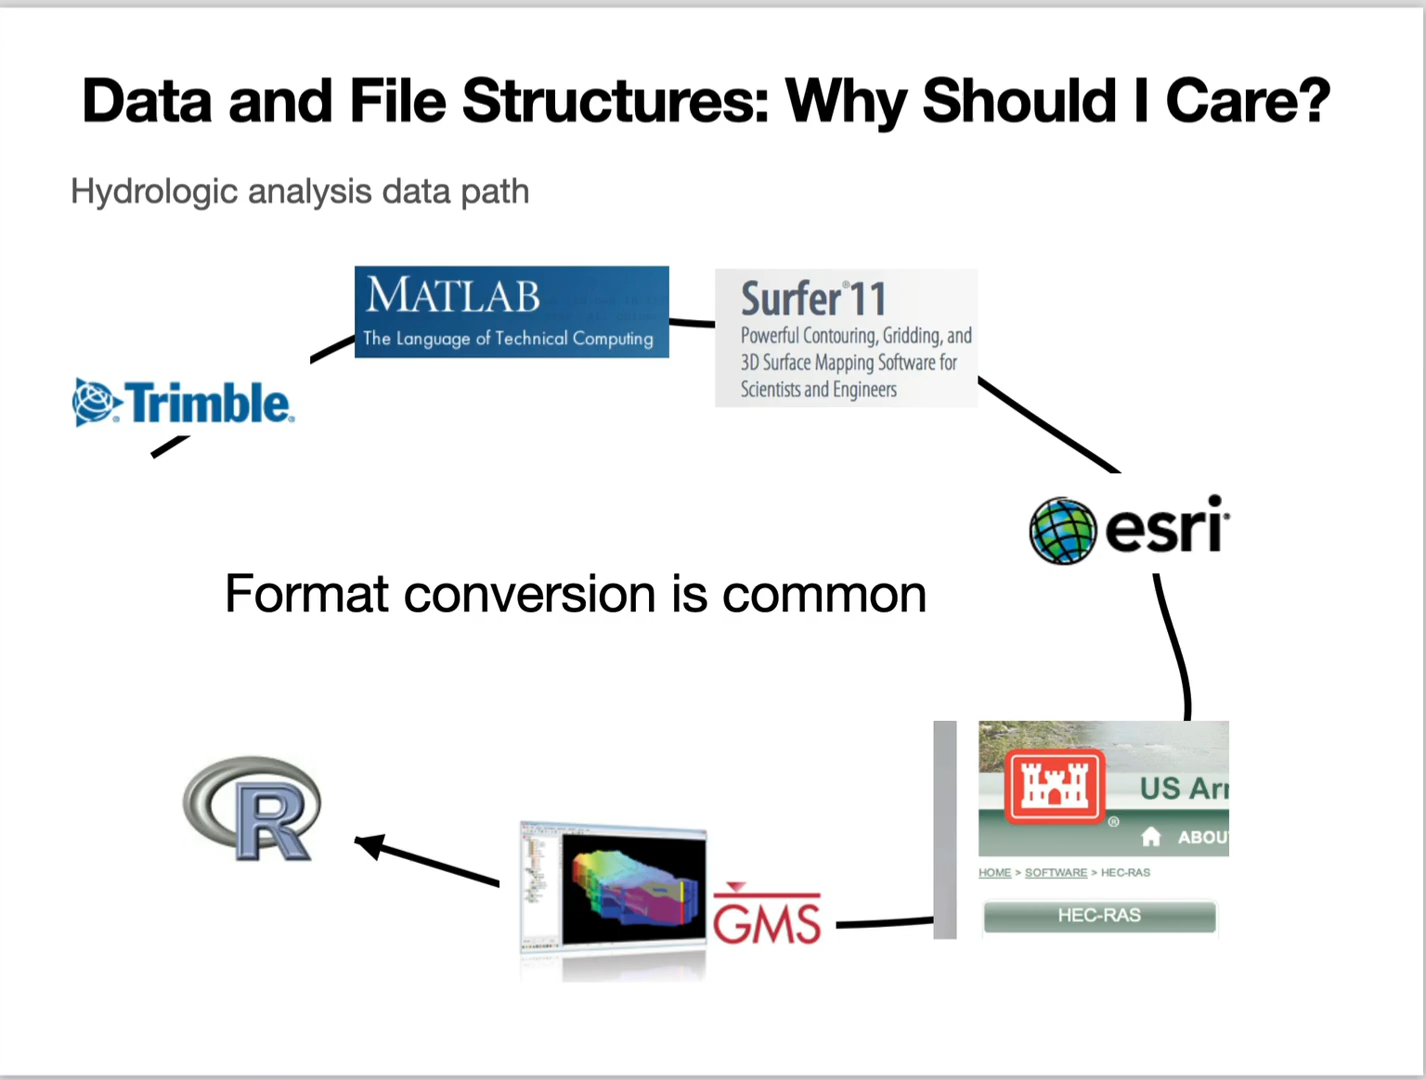 Data and File Structures: Why Should I Care?
Hydrologic analysis data path
MATLAB
The Language of Technical Computing
Surfer®11
Powerful Contouring, Gridding, and
3D Surface Mapping Software for
Scientists and Engineers
Trimble®
esri®
Format conversion is common
R
GMS
US Ar
®
ABOU
HOME > SOFTWARE > HEC-RAS
HEC-RAS